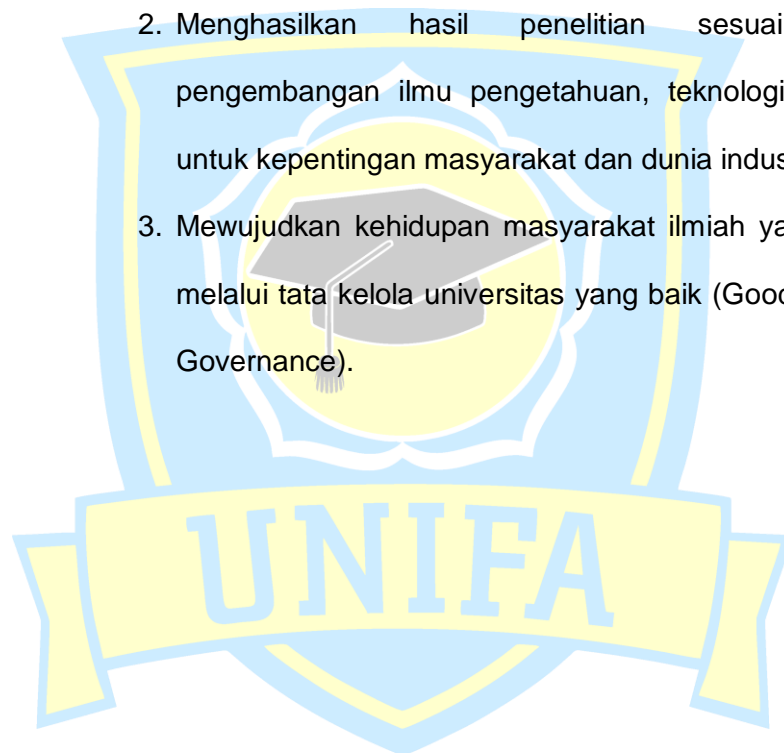 2. Menghasilkan hasil penelitian sesuai
pengembangan ilmu pengetahuan, teknologi
untuk kepentingan masyarakat dan dunia indus
3. Mewujudkan kehidupan masyarakat ilmiah ya
melalui tata kelola universitas yang baik (Good
Governance).
UNIFA